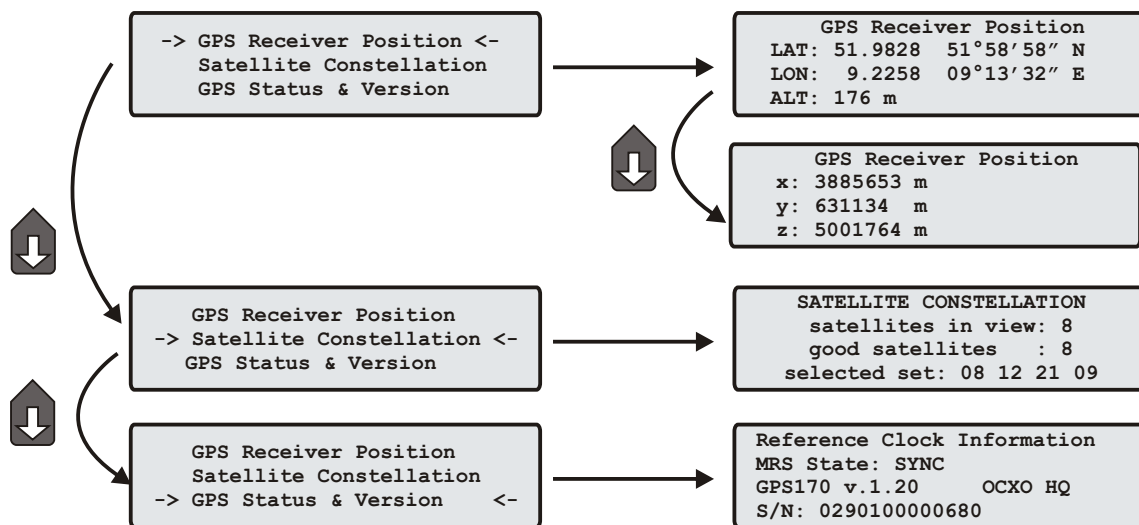 -> GPS Receiver Position <-
Satellite Constellation
GPS Status & Version
GPS Receiver Position
LAT: 51.9828 51°58′58″ N
LON: 9.2258 09°13′32″ E
ALT: 176 m
GPS Receiver Position
x: 3885653 m
y: 631134 m
z: 5001764 m
GPS Receiver Position
-> Satellite Constellation <-
GPS Status & Version
SATELLITE CONSTELLATION
satellites in view: 8
good satellites : 8
selected set: 08 12 21 09
GPS Receiver Position
Satellite Constellation
-> GPS Status & Version <-
Reference Clock Information
MRS State: SYNC
GPS170 v.1.20 OCXO HQ
S/N: 0290100000680